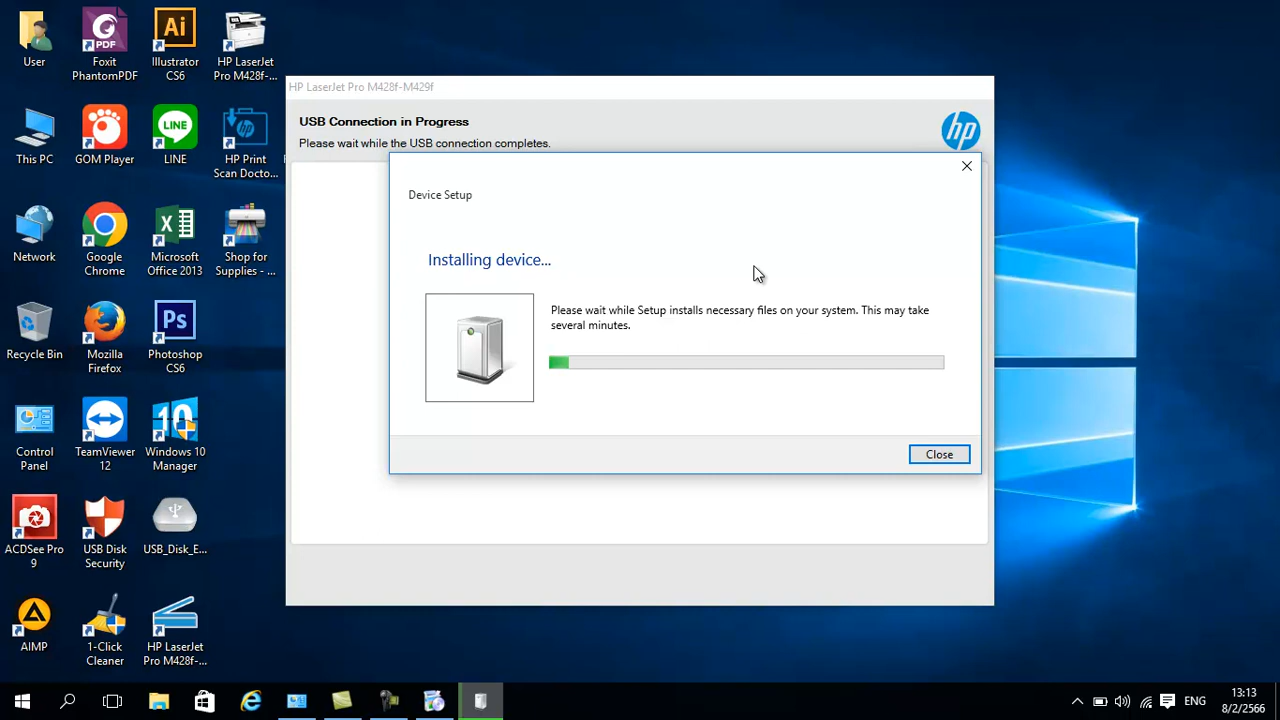 User
Foxit
PhantomPDF
Ai
Illustrator
CS6
HP LaserJet
Pro M428f-...
This PC
GOM Player
LINE
LINE
HP Print
Scan Docto...
Network
Google
Chrome
Microsoft
Office 2013
Shop for
Supplies - ...
Recycle Bin
Mozilla
Firefox
Ps
Photoshop
CS6
Control
Panel
TeamViewer
12
10
Windows 10
Manager
ACDSee Pro
9
USB Disk
Security
USB_Disk_E...
AIMP
1-Click
Cleaner
HP LaserJet
Pro M428f-...
HP LaserJet Pro M428f-M429f
USB Connection in Progress
Please wait while the USB connection completes.
hp
Device Setup
Installing device...
Please wait while Setup installs necessary files on your system. This may take
several minutes.
Close
ENG
13:13
8/2/2566